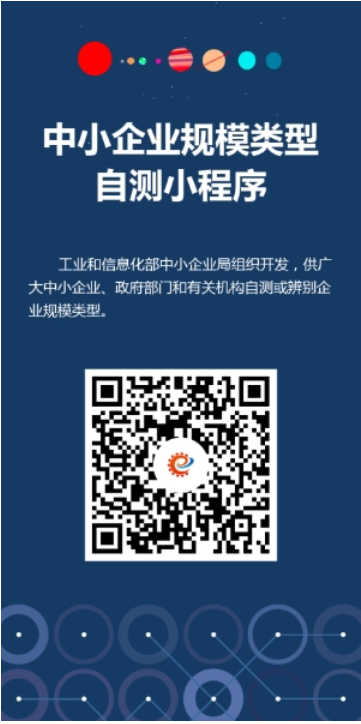 中小企业规模类型
自测小程序
工业和信息化部中小企业局组织开发，供广
大中小企业、政府部门和有关机构自测或辨别企
业规模类型。